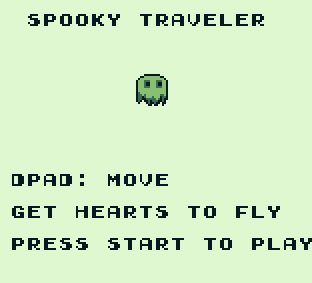 SPOOKY TRAVELER
DPAD: MOVE
GET HEARTS TO FLY
PRESS START TO PLAY